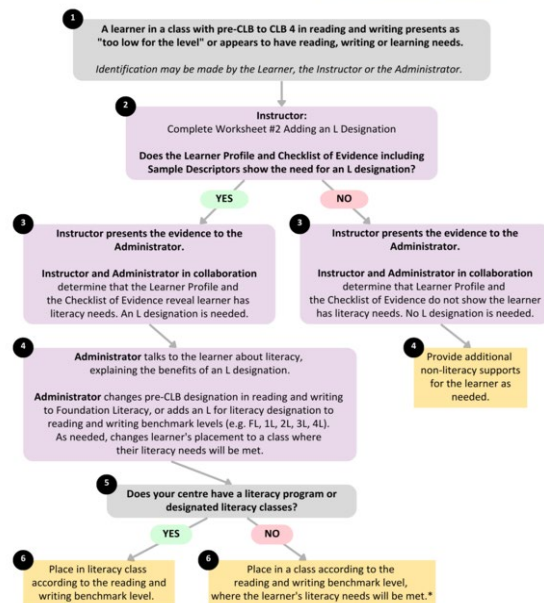 1
A learner in a class with pre-CLB to CLB 4 in reading and writing presents as
"too low for the level" or appears to have reading, writing or learning needs.
Identification may be made by the Learner, the Instructor or the Administrator.
2
Instructor:
Complete Worksheet #2 Adding an L Designation
Does the Learner Profile and Checklist of Evidence including
Sample Descriptors show the need for an L designation?
YES
NO
3
Instructor presents the evidence to the
Administrator.
Instructor and Administrator in collaboration
determine that the Learner Profile and
the Checklist of Evidence reveal learner has
literacy needs. An L designation is needed.
3
Instructor presents the evidence to the
Administrator.
Instructor and Administrator in collaboration
determine that Learner Profile and
the Checklist of Evidence do not show the learner
has literacy needs. No L designation is needed.
4
Administrator talks to the learner about literacy,
explaining the benefits of an L designation.
Administrator changes pre-CLB designation in reading and writing
to Foundation Literacy, or adds an L for literacy designation to
reading and writing benchmark levels (e.g. FL, 1L, 2L, 3L, 4L).
As needed, changes learner's placement to a class where
their literacy needs will be met.
4
Provide additional
non-literacy supports
for the learner as
needed.
5
Does your centre have a literacy program or
designated literacy classes?
YES
NO
6
Place in literacy class
according to the reading and
writing benchmark level.
6
Place in a class according to the
reading and writing benchmark level,
where the learner's literacy needs will be met.*